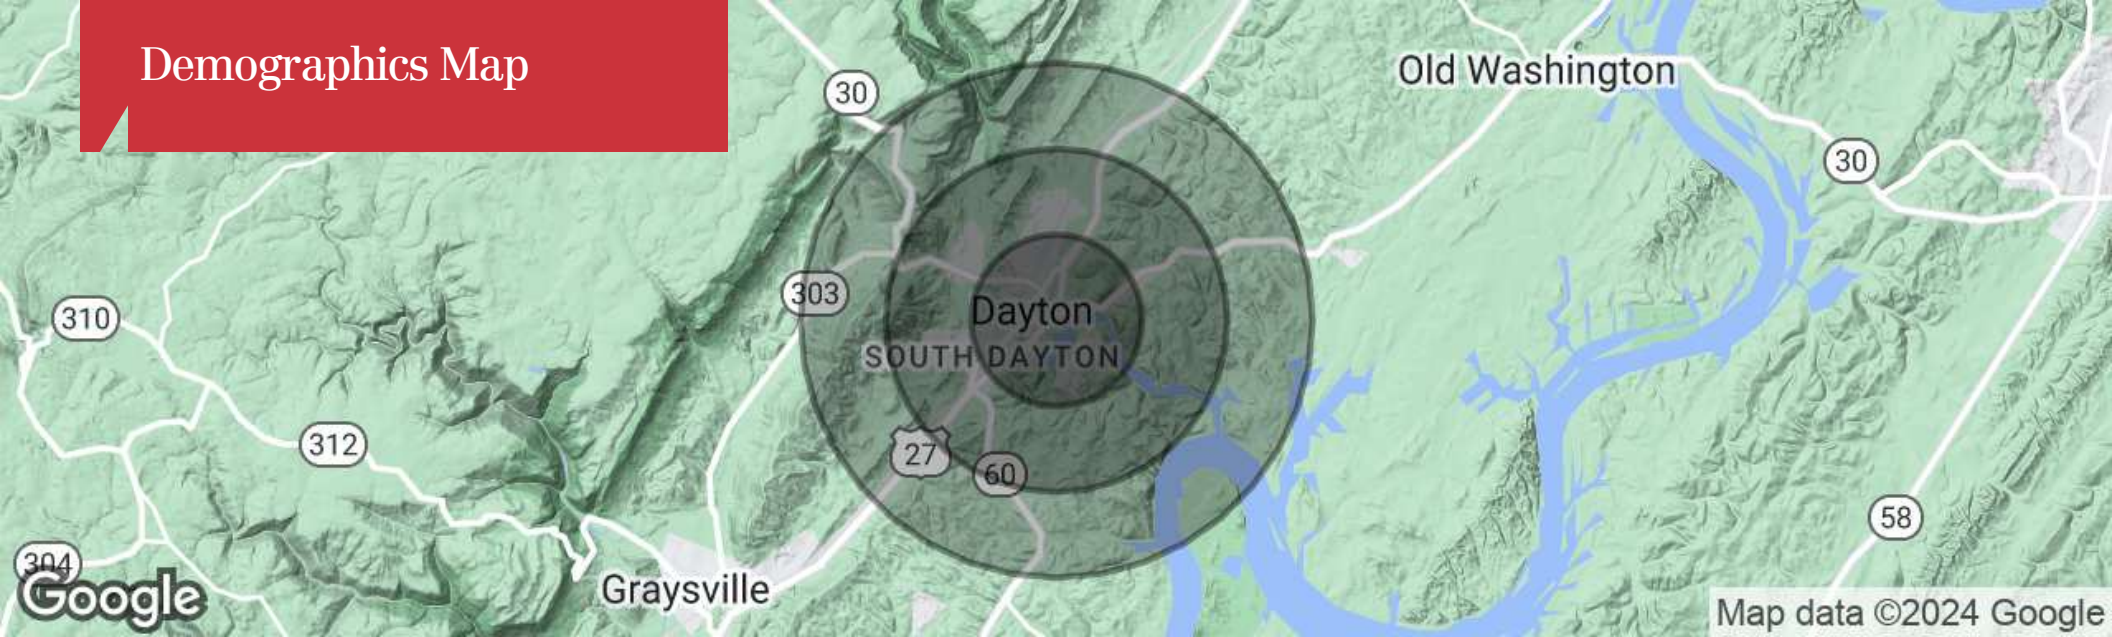 Demographics Map
Old Washington
30
30
303
Dayton
SOUTH DAYTON
310
312
27
60
58
304
Google
Graysville
Map data ©2024 Google